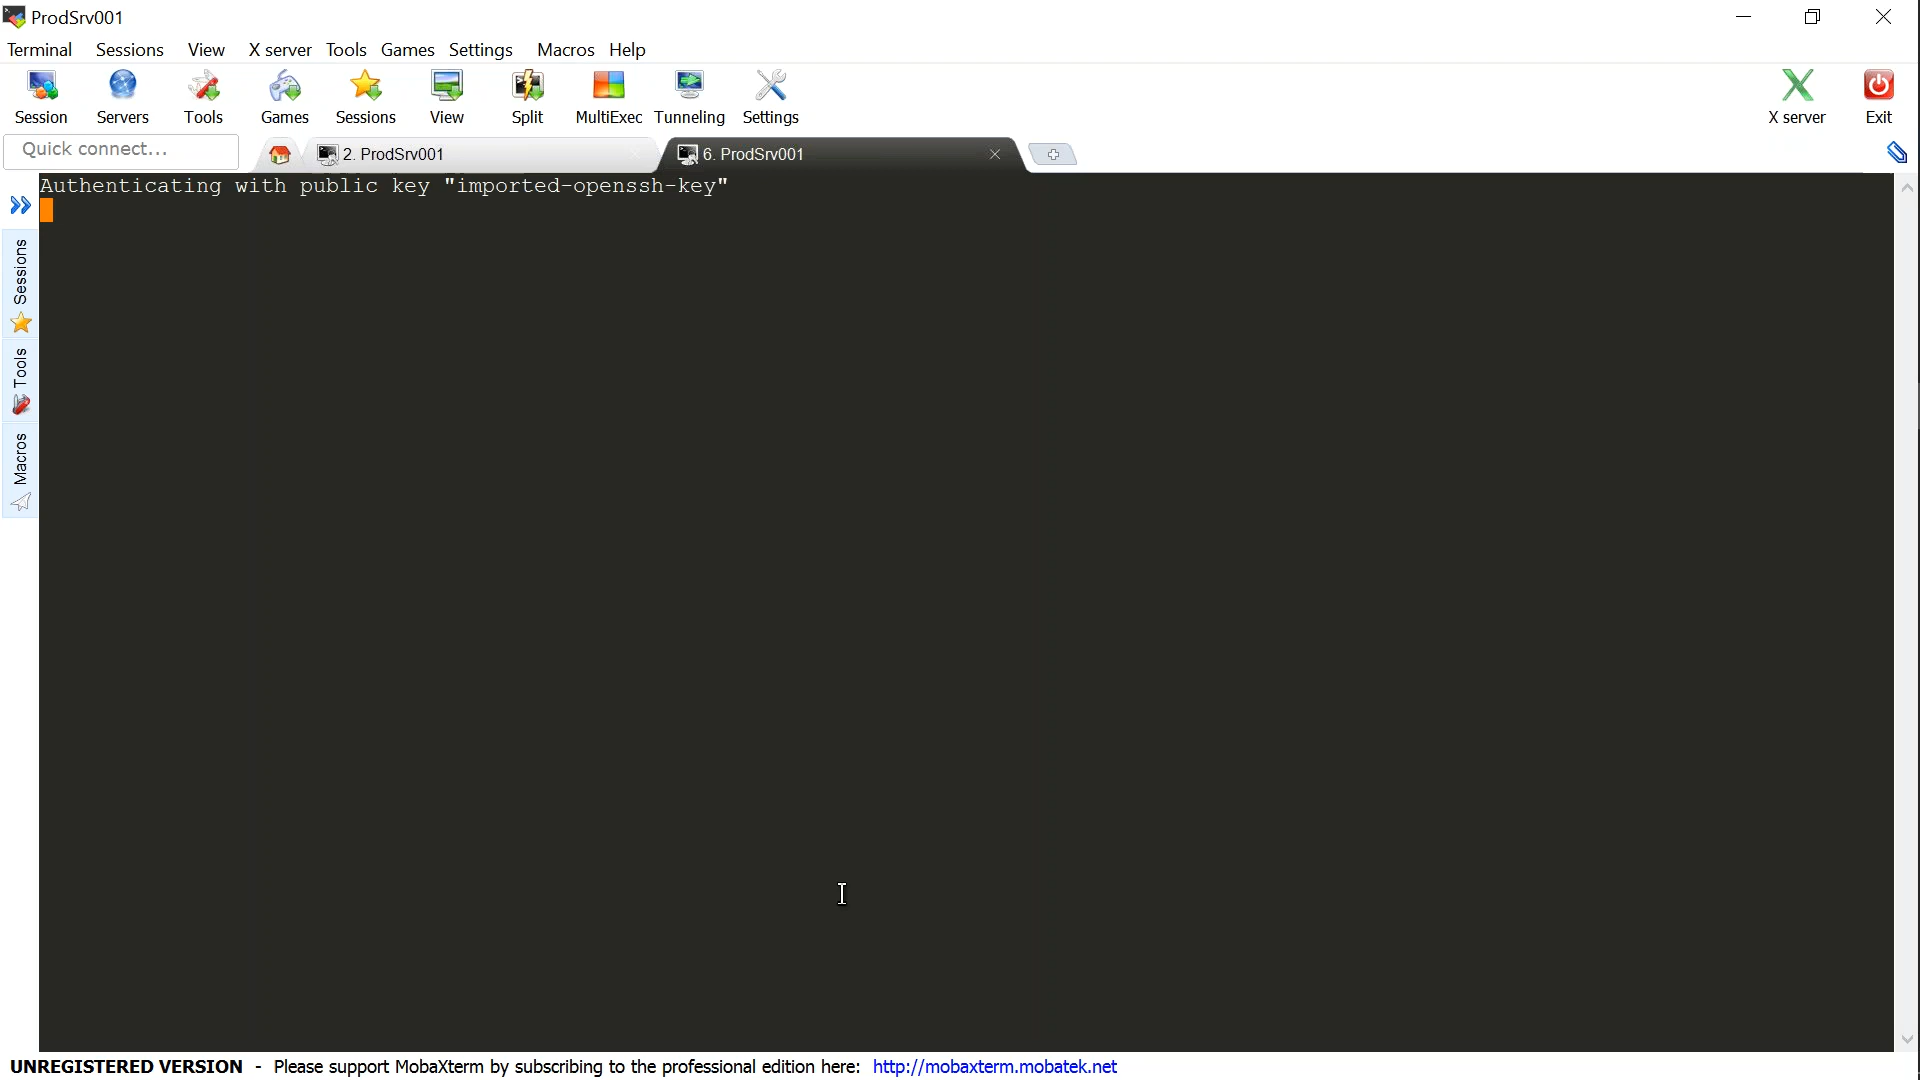 ProdSrv001
Terminal Sessions View X server Tools Games Settings Macros Help
Session Servers Tools Games Sessions View Split MultiExec Tunneling Settings X server Exit
Quick connect...
2. ProdSrv001
6. ProdSrv001
Authenticating with public key "imported-openssh-key"
Sessions
Tools
Macros
UNREGISTERED VERSION - Please support MobaXterm by subscribing to the professional edition here: http://mobaxterm.mobatek.net